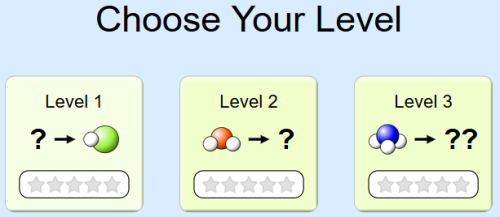 Choose Your Level
Level 1
? →
Level 2
→ ?
Level 3
→ ??